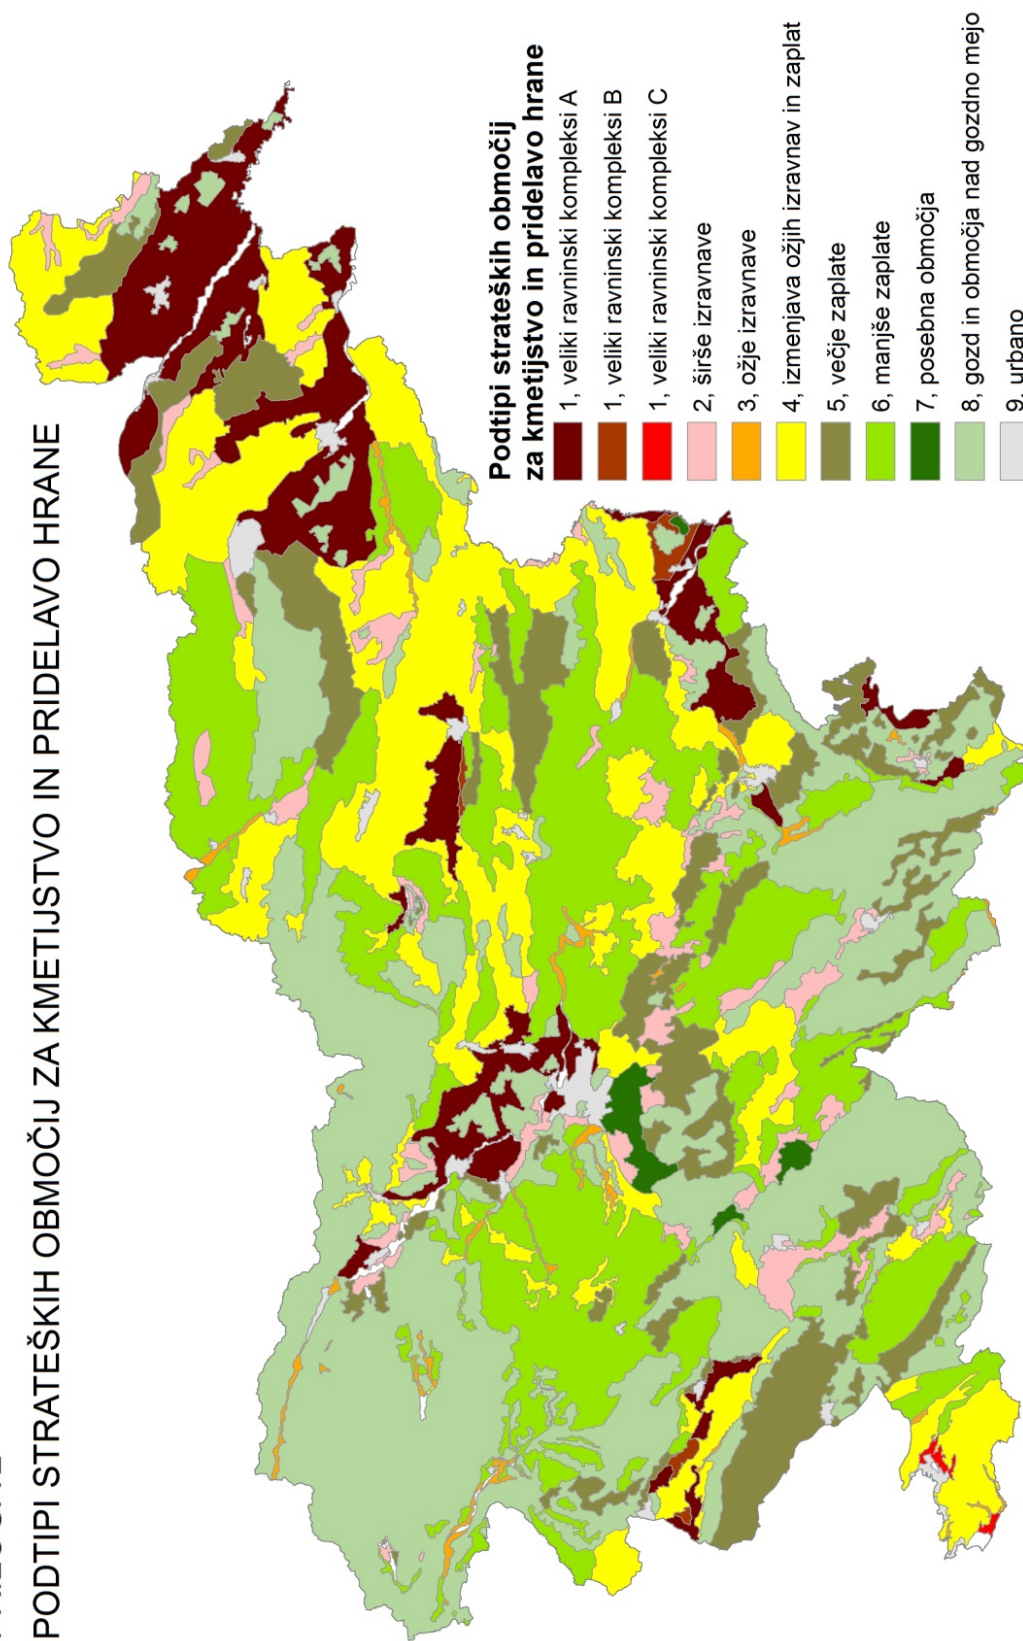 PODTIPI STRATEŠKIH OBMOČIJ ZA KMETIJSTVO IN PRIDELAVO HRANE
Podtipi strateških območij
za kmetijstvo in pridelavo hrane
1, veliki ravninski kompleksi A
1, veliki ravninski kompleksi B
1, veliki ravninski kompleksi C
2, širše izravnave
3, ožje izravnave
4, izmenjava ožjih izravnav in zaplat
5, večje zaplate
6, manjše zaplate
7, posebna območja
8, gozd in območja nad gozdno mejo
9, urbano